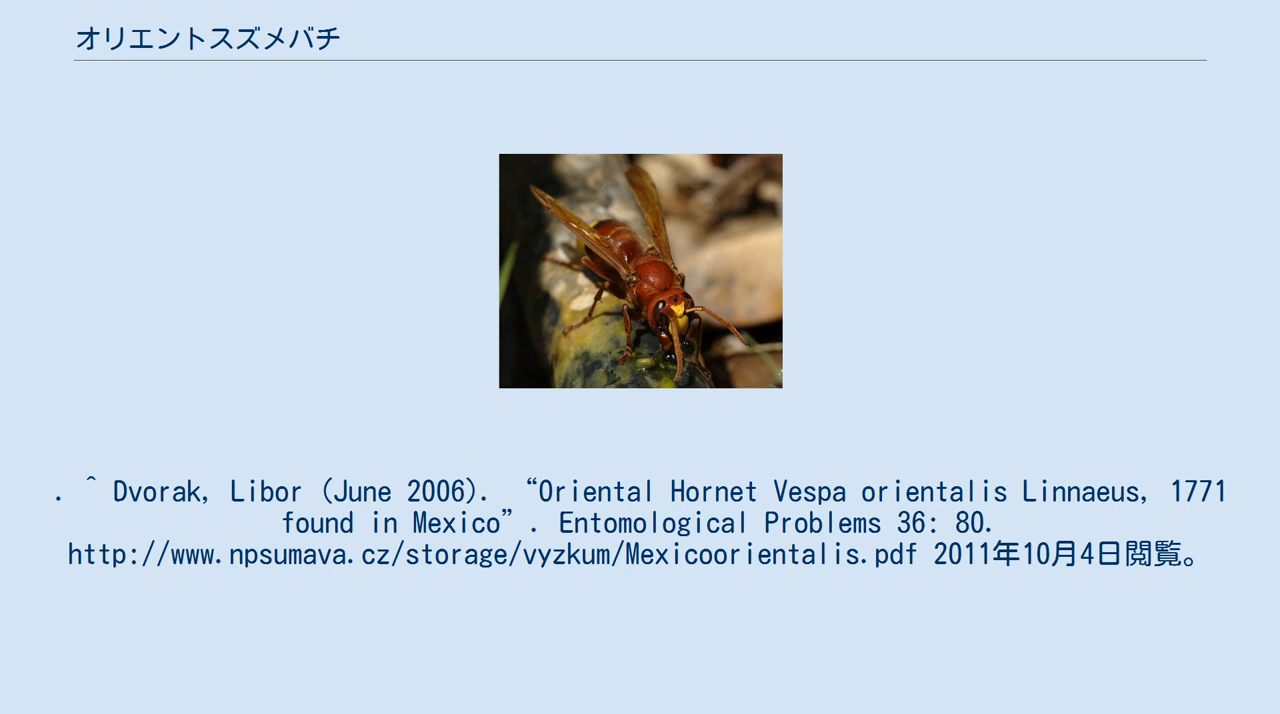 オリエントスズメバチ
. ^ Dvorak, Libor (June 2006). “Oriental Hornet Vespa orientalis Linnaeus, 1771
found in Mexico”. Entomological Problems 36: 80.
http://www.npsumava.cz/storage/vyzkum/Mexicoorientalis.pdf 2011年10月4日閲覧。